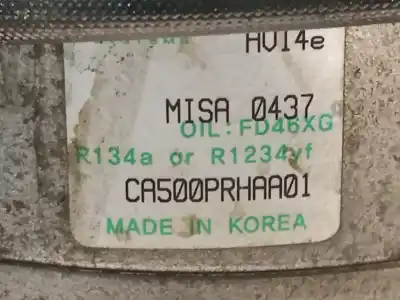 HV14e
MISA 0437
OIL: FD46XG
R134a or R1234yf
CA500PRHAA01
MADE IN KOREA